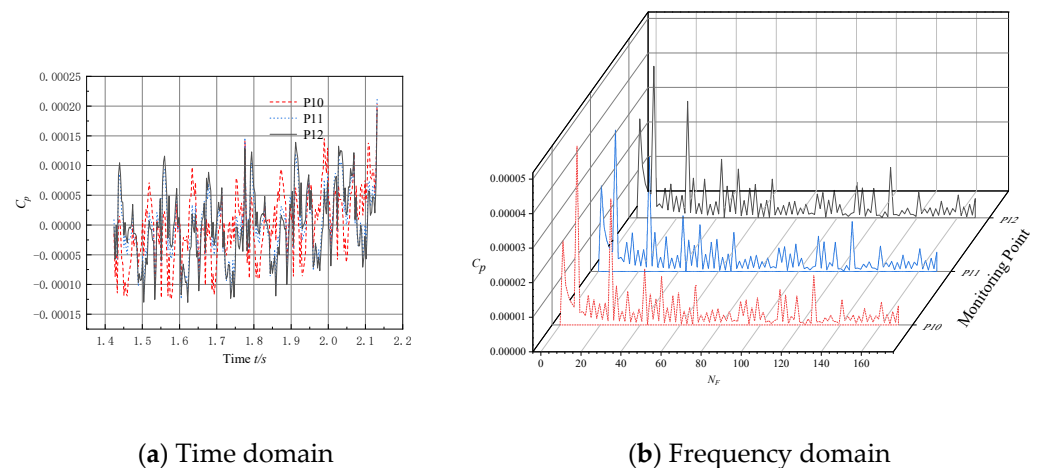 0. 00025
0. 00020
0. 00015
0. 00010
0. 00005
0. 00000
−0. 00005
−0. 00010
−0. 00015
Cp
P10
P11
P12
1. 4 1. 5 1. 6 1. 7 1. 8 1. 9 2. 0 2. 1 2. 2
Time t/s
(a) Time domain
0.00005
0.00004
0.00003
0.00002
0.00001
0.00000
Cp
0 20 40 60 80 100 120 140 160
NF
P12
P11
P10
Monitoring Point
(b) Frequency domain